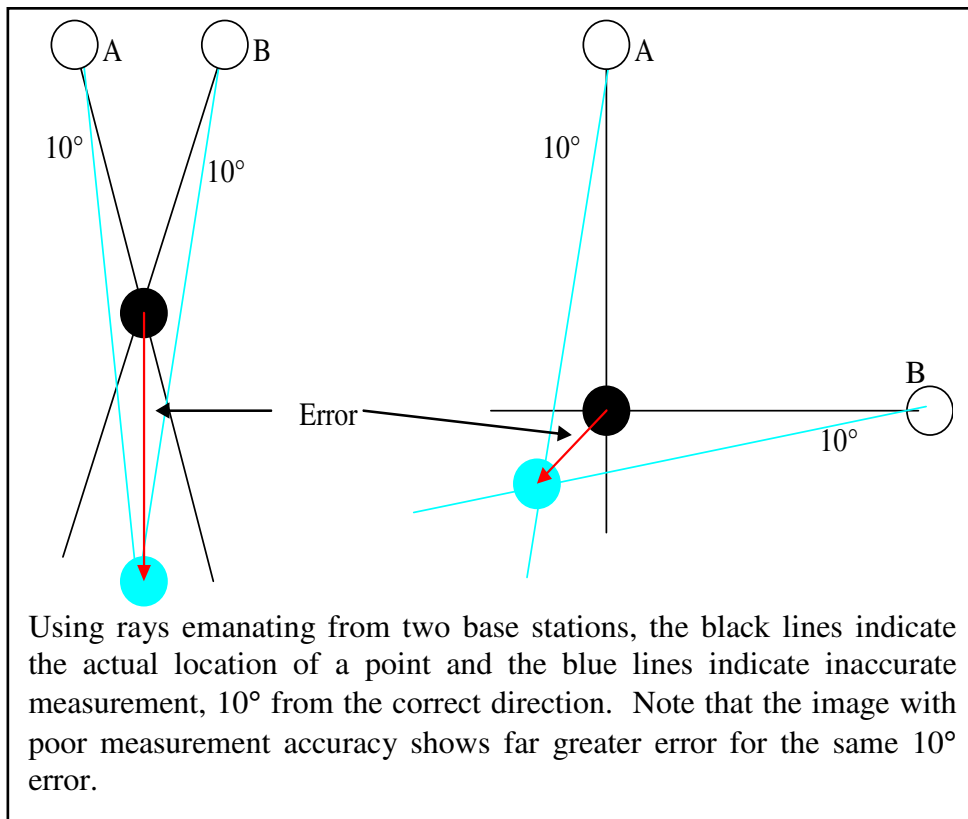 A
B
A
10°
10°
10°
B
Error
10°
Using rays emanating from two base stations, the black lines indicate
the actual location of a point and the blue lines indicate inaccurate
measurement, 10° from the correct direction. Note that the image with
poor measurement accuracy shows far greater error for the same 10°
error.